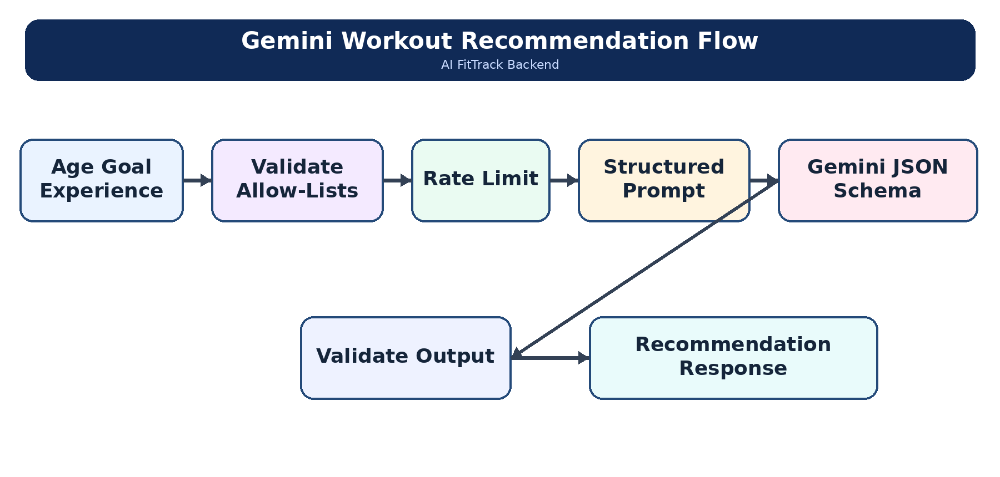 Gemini Workout Recommendation Flow
AI FitTrack Backend
Age Goal
Experience
Validate
Allow-Lists
Rate Limit
Structured
Prompt
Gemini JSON
Schema
Validate Output
Recommendation
Response